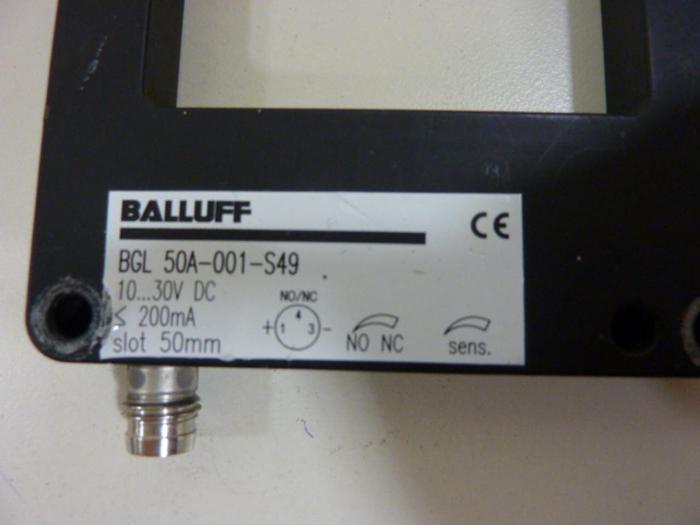 BALLUFF
CE
BGL 50A-001-S49
10...30V DC
≤ 200mA
slot 50mm
NO/NC
4
+ 1 3 -
NO NC
sens.